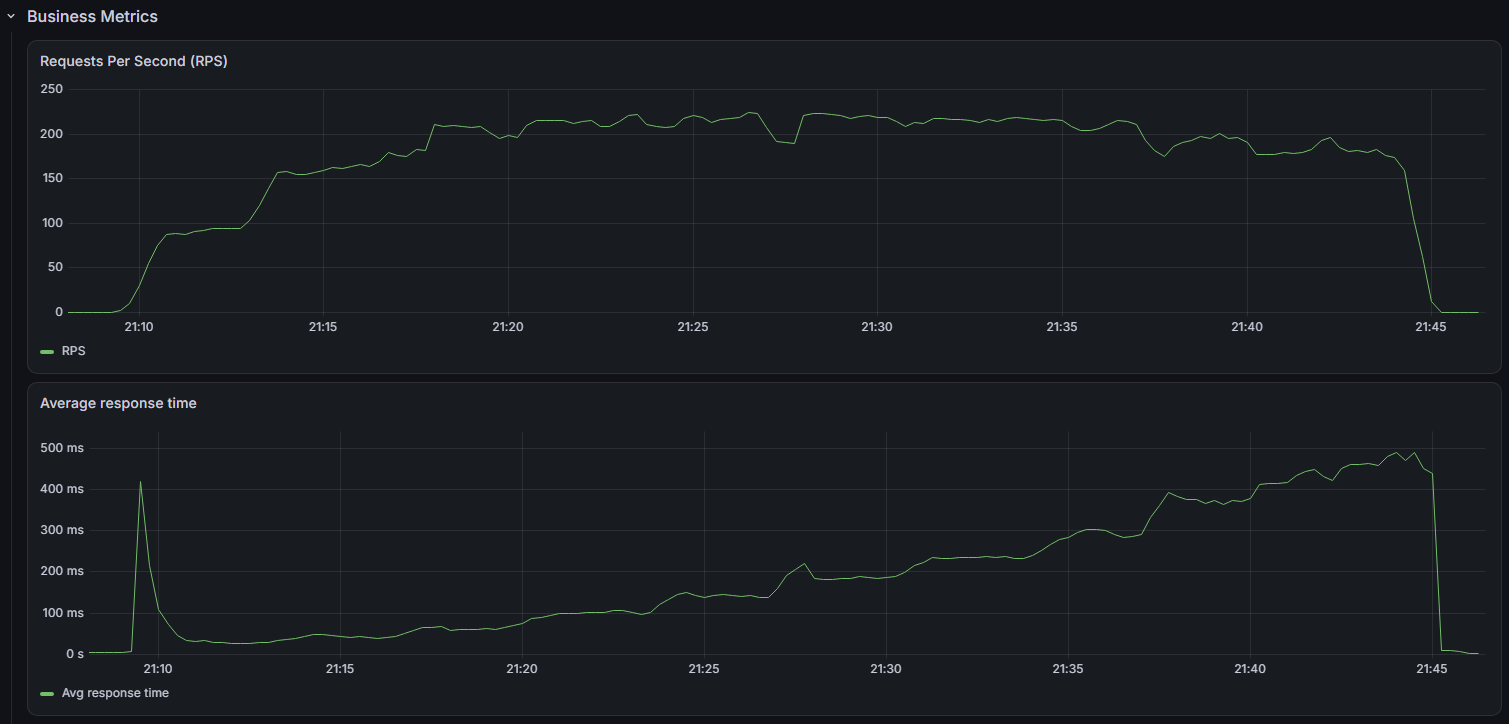 Business Metrics
Requests Per Second (RPS)
250
200
150
100
50
0
21:10 21:15 21:20 21:25 21:30 21:35 21:40 21:45
RPS
Average response time
500 ms
400 ms
300 ms
200 ms
100 ms
0 s
21:10 21:15 21:20 21:25 21:30 21:35 21:40 21:45
Avg response time